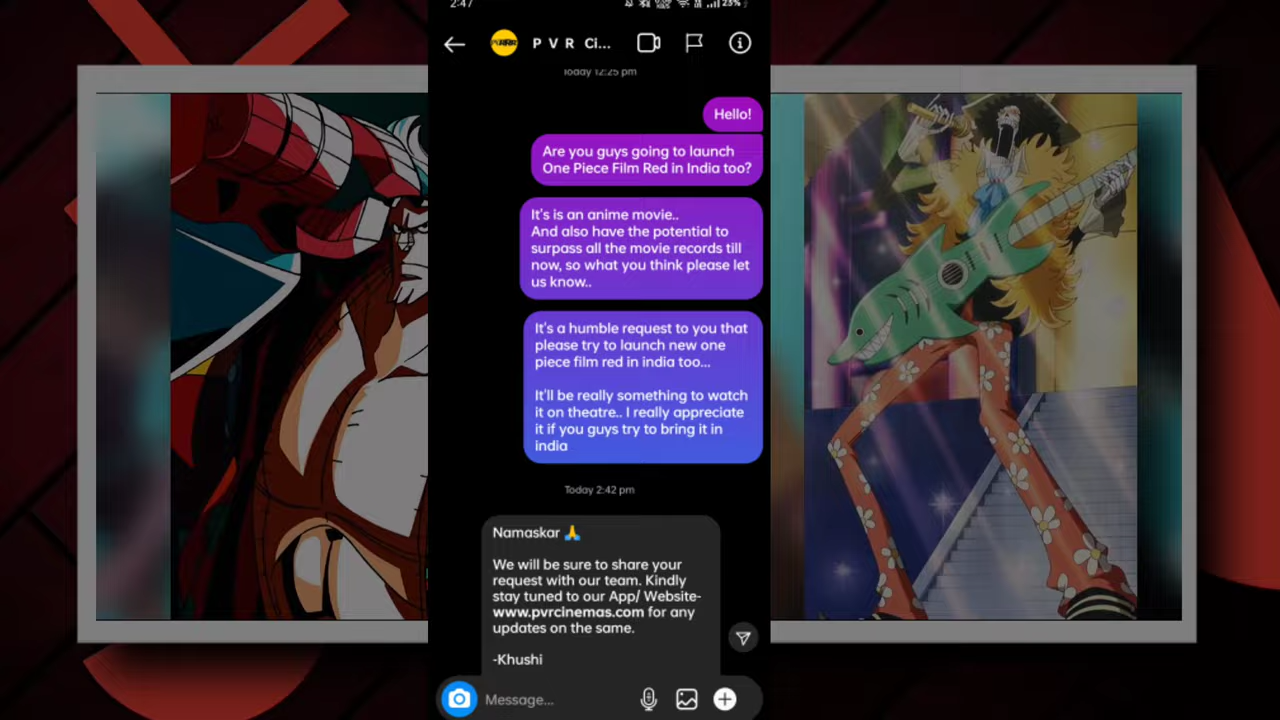 2:47
23%
P V R Ci...
Today 12:25 pm
Hello!
Are you guys going to launch
One Piece Film Red in India too?
It's is an anime movie..
And also have the potential to
surpass all the movie records till
now, so what you think please let
us know..
It's a humble request to you that
please try to launch new one
piece film red in india too...
It'll be really something to watch
it on theatre.. I really appreciate
it if you guys try to bring it in
india
Today 2:42 pm
Namaskar 🙏
We will be sure to share your
request with our team. Kindly
stay tuned to our App/ Website-
www.pvrcinemas.com for any
updates on the same.
-Khushi
Message...